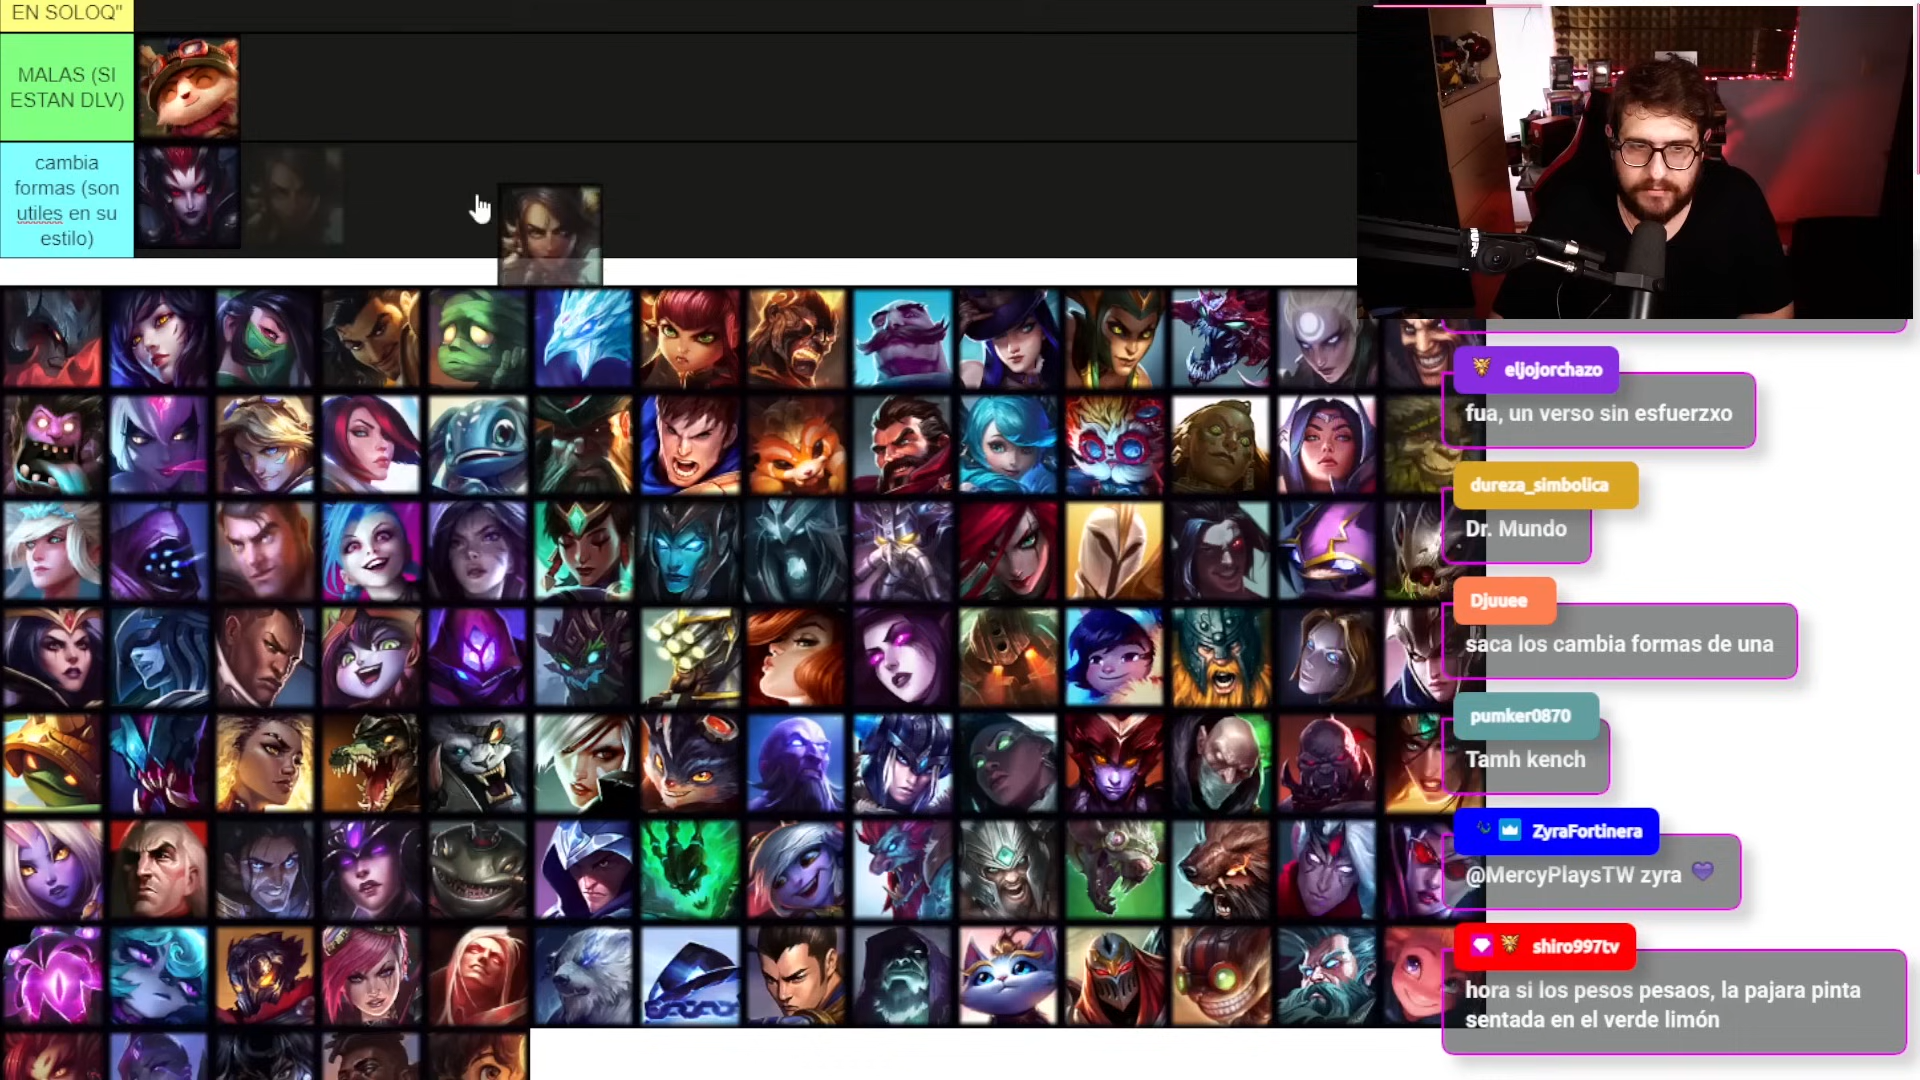 EN SOLOQ"
MALAS (SI
ESTAN DLV)
cambia
formas (son
utiles en su
estilo)
eljojorchazo
fua, un verso sin esfuerzxo
dureza_simbolica
Dr. Mundo
Djuuee
saca los cambia formas de una
pumker0870
Tamh kench
ZyraFortinera
@MercyPlaysTW zyra
shiro997tv
hora si los pesos pesaos, la pajara pinta
sentada en el verde limón